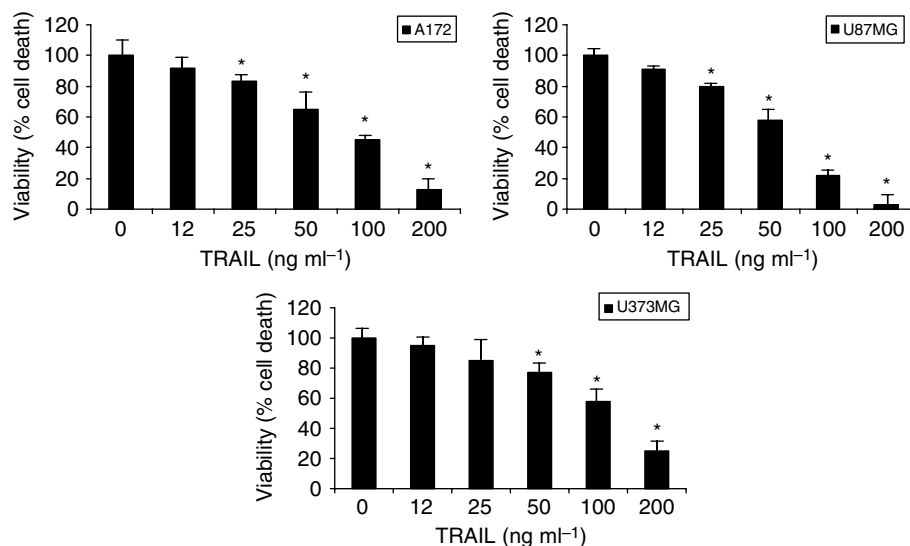 A172
Viability (% cell death)
120
100
80
60
40
20
0
* * * *
0 12 25 50 100 200
TRAIL (ng ml⁻¹)
U87MG
Viability (% cell death)
120
100
80
60
40
20
0
* * * *
0 12 25 50 100 200
TRAIL (ng ml⁻¹)
U373MG
Viability (% cell death)
120
100
80
60
40
20
0
* * *
0 12 25 50 100 200
TRAIL (ng ml⁻¹)